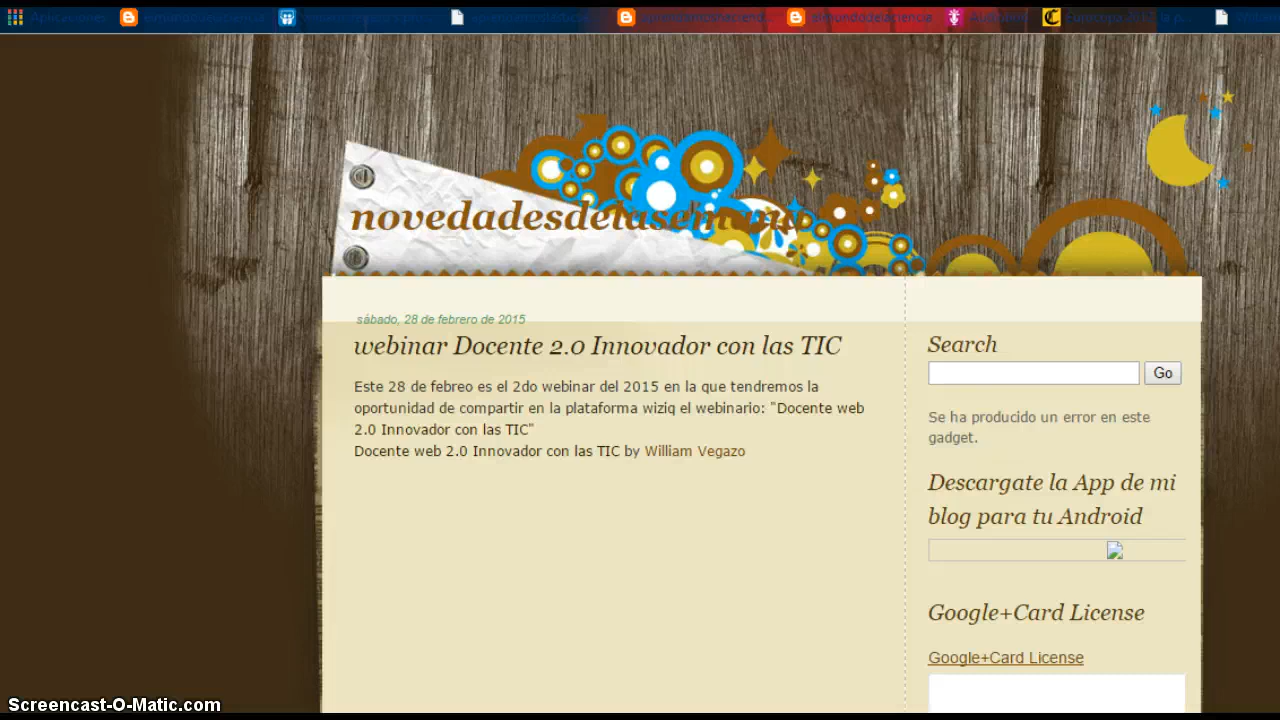 Aplicaciones
novedadesdelasemana
sábado, 28 de febrero de 2015
webinar Docente 2.0 Innovador con las TIC
Este 28 de febreo es el 2do webinar del 2015 en la que tendremos la
oportunidad de compartir en la plataforma wiziq el webinario: "Docente web
2.0 Innovador con las TIC"
Docente web 2.0 Innovador con las TIC by William Vegazo
Search
Go
Se ha producido un error en este
gadget.
Descargate la App de mi
blog para tu Android
Google+Card License
Google+Card License
Screencast-O-Matic.com